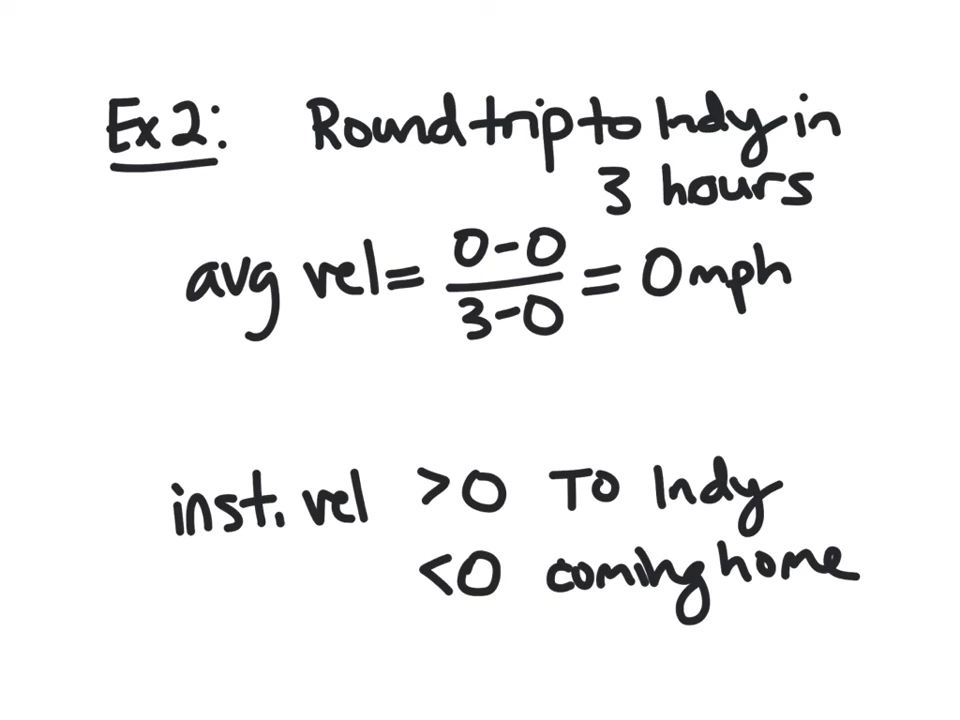 Ex 2: Round trip to Indy in
3 hours
avg vel = \frac{0-0}{3-0} = 0 mph
inst. vel >0 To Indy
<0 coming home